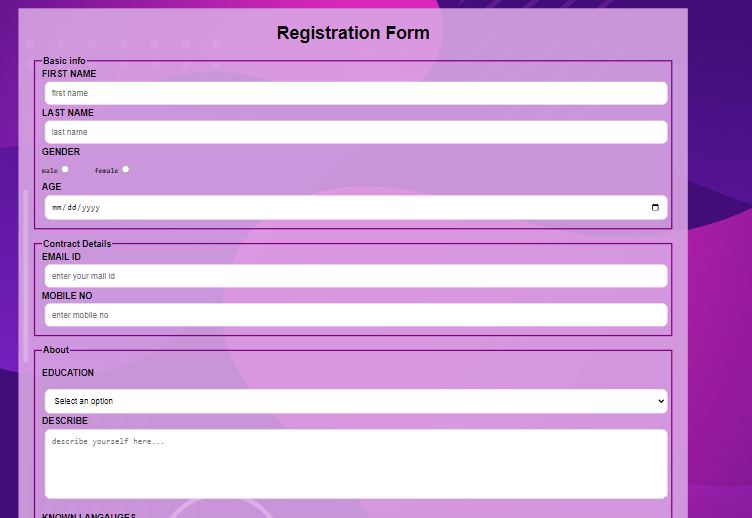 Registration Form
Basic info
FIRST NAME
first name
LAST NAME
last name
GENDER
male female
AGE
mm/dd/yyyy
Contract Details
EMAIL ID
enter your mail id
MOBILE NO
enter mobile no
About
EDUCATION
Select an option
DESCRIBE
describe yourself here...
KNOWN LANGAUGES